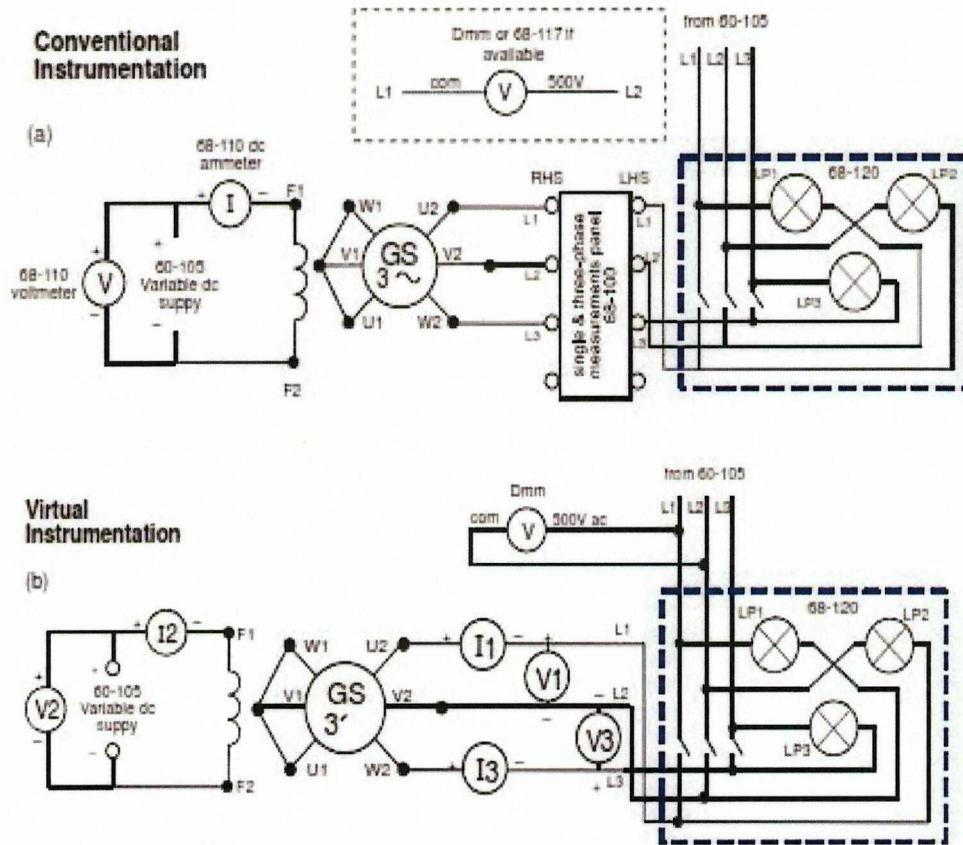 Conventional
Instrumentation
(a)
Dmm or 68-117 if
available
L1
com
V
500V
L2
from 60-105
L1
L2
L3
68-110 dc
ammeter
+
I
-
F1
+
V
-
68-110
voltmeter
+
60-105
Variable dc
suppy
-
F2
W1
V1
U1
GS
3~
U2
V2
W2
L1
L2
L3
RHS
LHS
single & three-phase
measurements panel
68-100
L1
L2
L3
LP1
68-120
LP2
LP3
Virtual
Instrumentation
(b)
Dmm
com
V
500V ac
from 60-105
L1
L2
L3
+
I2
-
F1
+
V2
-
+
60-105
Variable dc
suppy
-
F2
W1
V1
U1
GS
3´
U2
V2
W2
+
I1
-
+
V1
-
L1
L2
-
V3
+
+
I3
-
L3
LP1
68-120
LP2
LP3